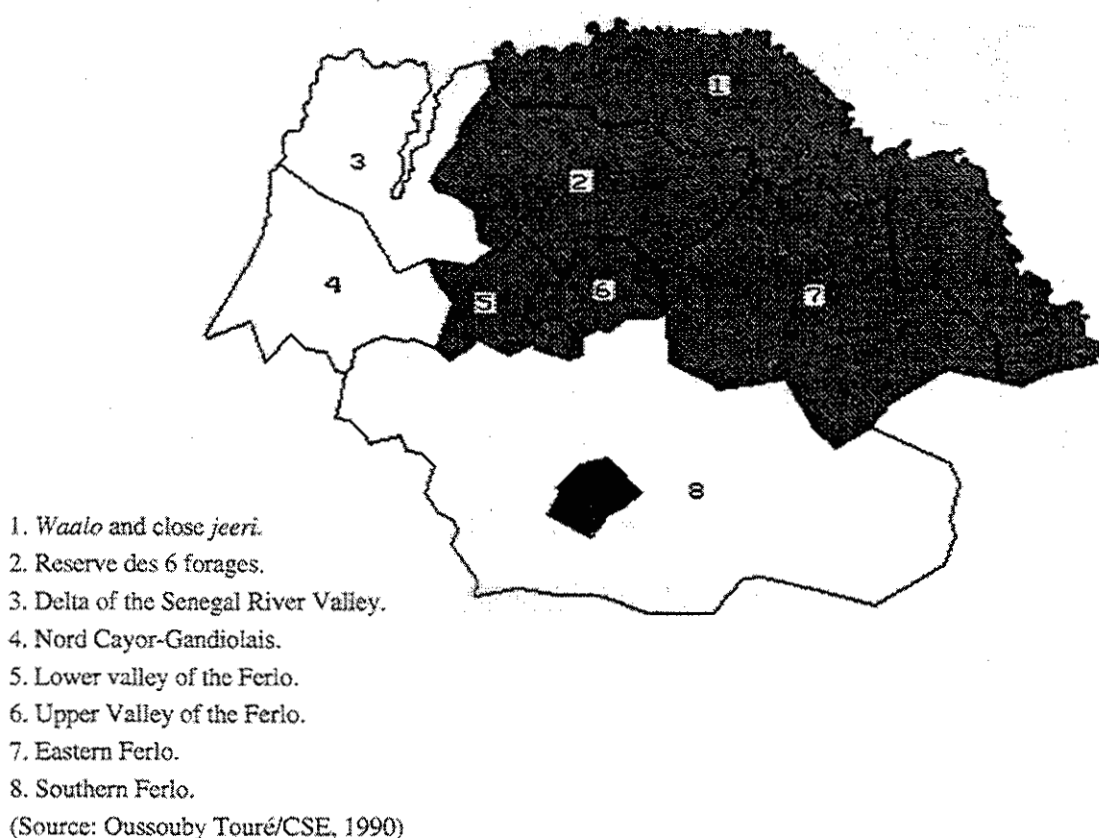 1
2
3
4
5
6
7
8
1. Waalo and close jeeri.
2. Reserve des 6 forages.
3. Delta of the Senegal River Valley.
4. Nord Cayor-Gandiolais.
5. Lower valley of the Ferlo.
6. Upper Valley of the Ferlo.
7. Eastern Ferlo.
8. Southern Ferlo.
(Source: Oussouby Touré/CSE, 1990)